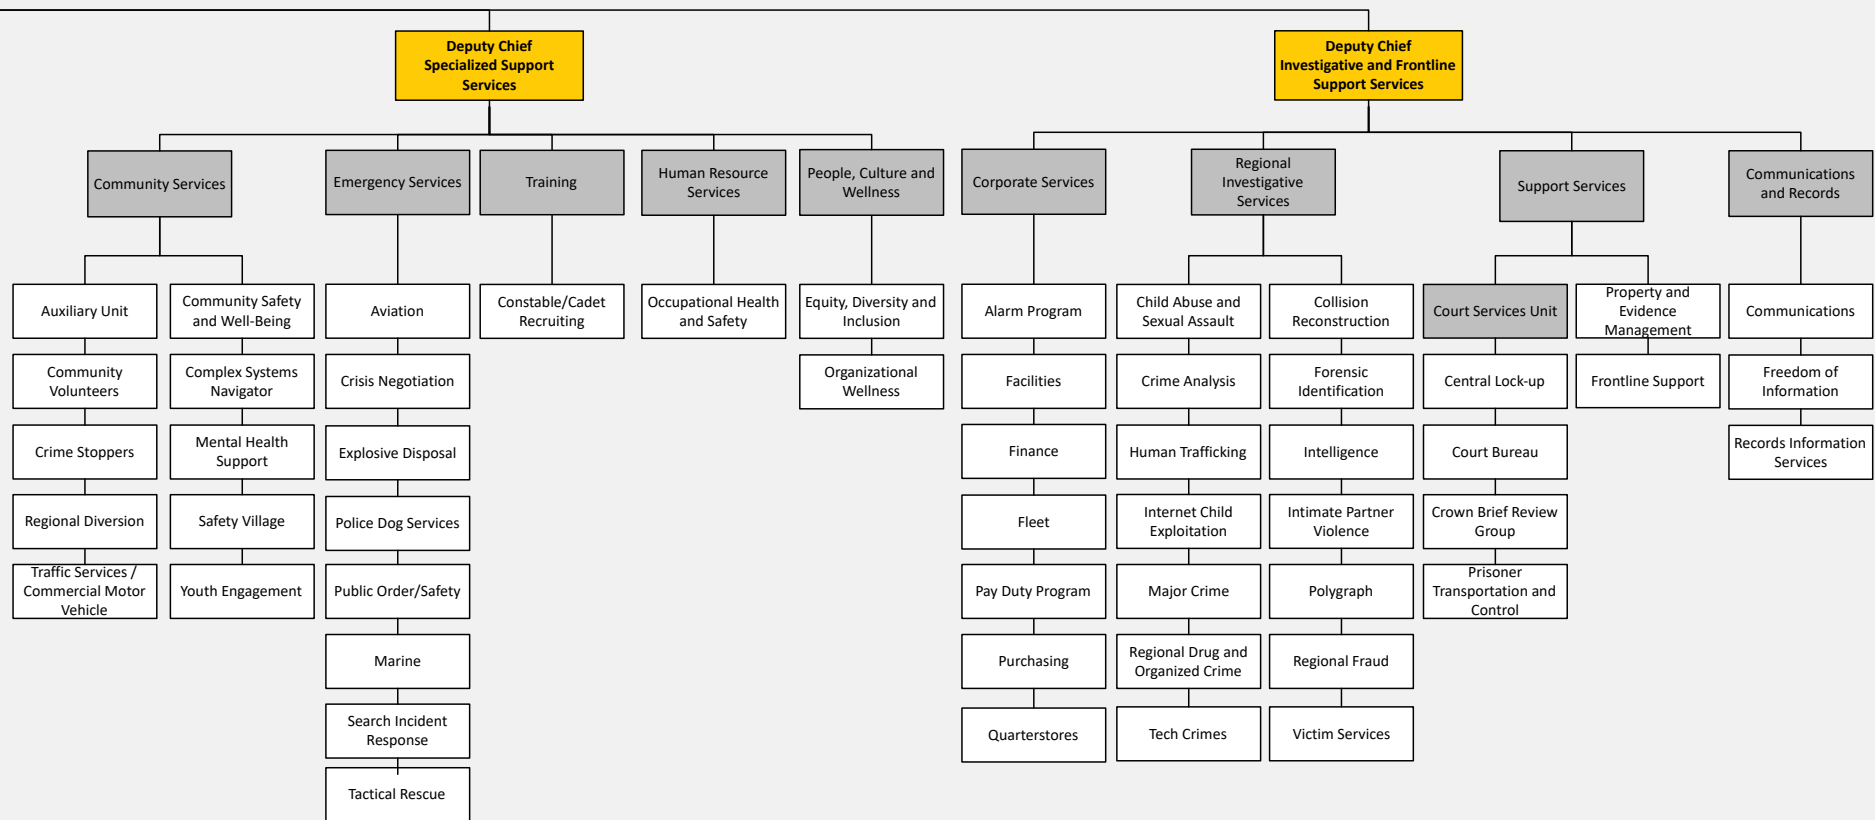 Deputy Chief
Specialized Support
Services
Deputy Chief
Investigative and Frontline
Support Services
Community Services
Emergency Services
Training
Human Resource
Services
People, Culture and
Wellness
Corporate Services
Regional
Investigative
Services
Support Services
Communications
and Records
Auxiliary Unit
Community Safety
and Well-Being
Aviation
Constable/Cadet
Recruiting
Occupational Health
and Safety
Equity, Diversity and
Inclusion
Alarm Program
Child Abuse and
Sexual Assault
Collision
Reconstruction
Court Services Unit
Property and
Evidence
Management
Communications
Community
Volunteers
Complex Systems
Navigator
Crisis Negotiation
Organizational
Wellness
Facilities
Crime Analysis
Forensic
Identification
Central Lock-up
Frontline Support
Freedom of
Information
Crime Stoppers
Mental Health
Support
Explosive Disposal
Finance
Human Trafficking
Intelligence
Court Bureau
Records Information
Services
Regional Diversion
Safety Village
Police Dog Services
Fleet
Internet Child
Exploitation
Intimate Partner
Violence
Crown Brief Review
Group
Traffic Services /
Commercial Motor
Vehicle
Youth Engagement
Public Order/Safety
Pay Duty Program
Major Crime
Polygraph
Prisoner
Transportation and
Control
Marine
Purchasing
Regional Drug and
Organized Crime
Regional Fraud
Search Incident
Response
Quarterstores
Tech Crimes
Victim Services
Tactical Rescue